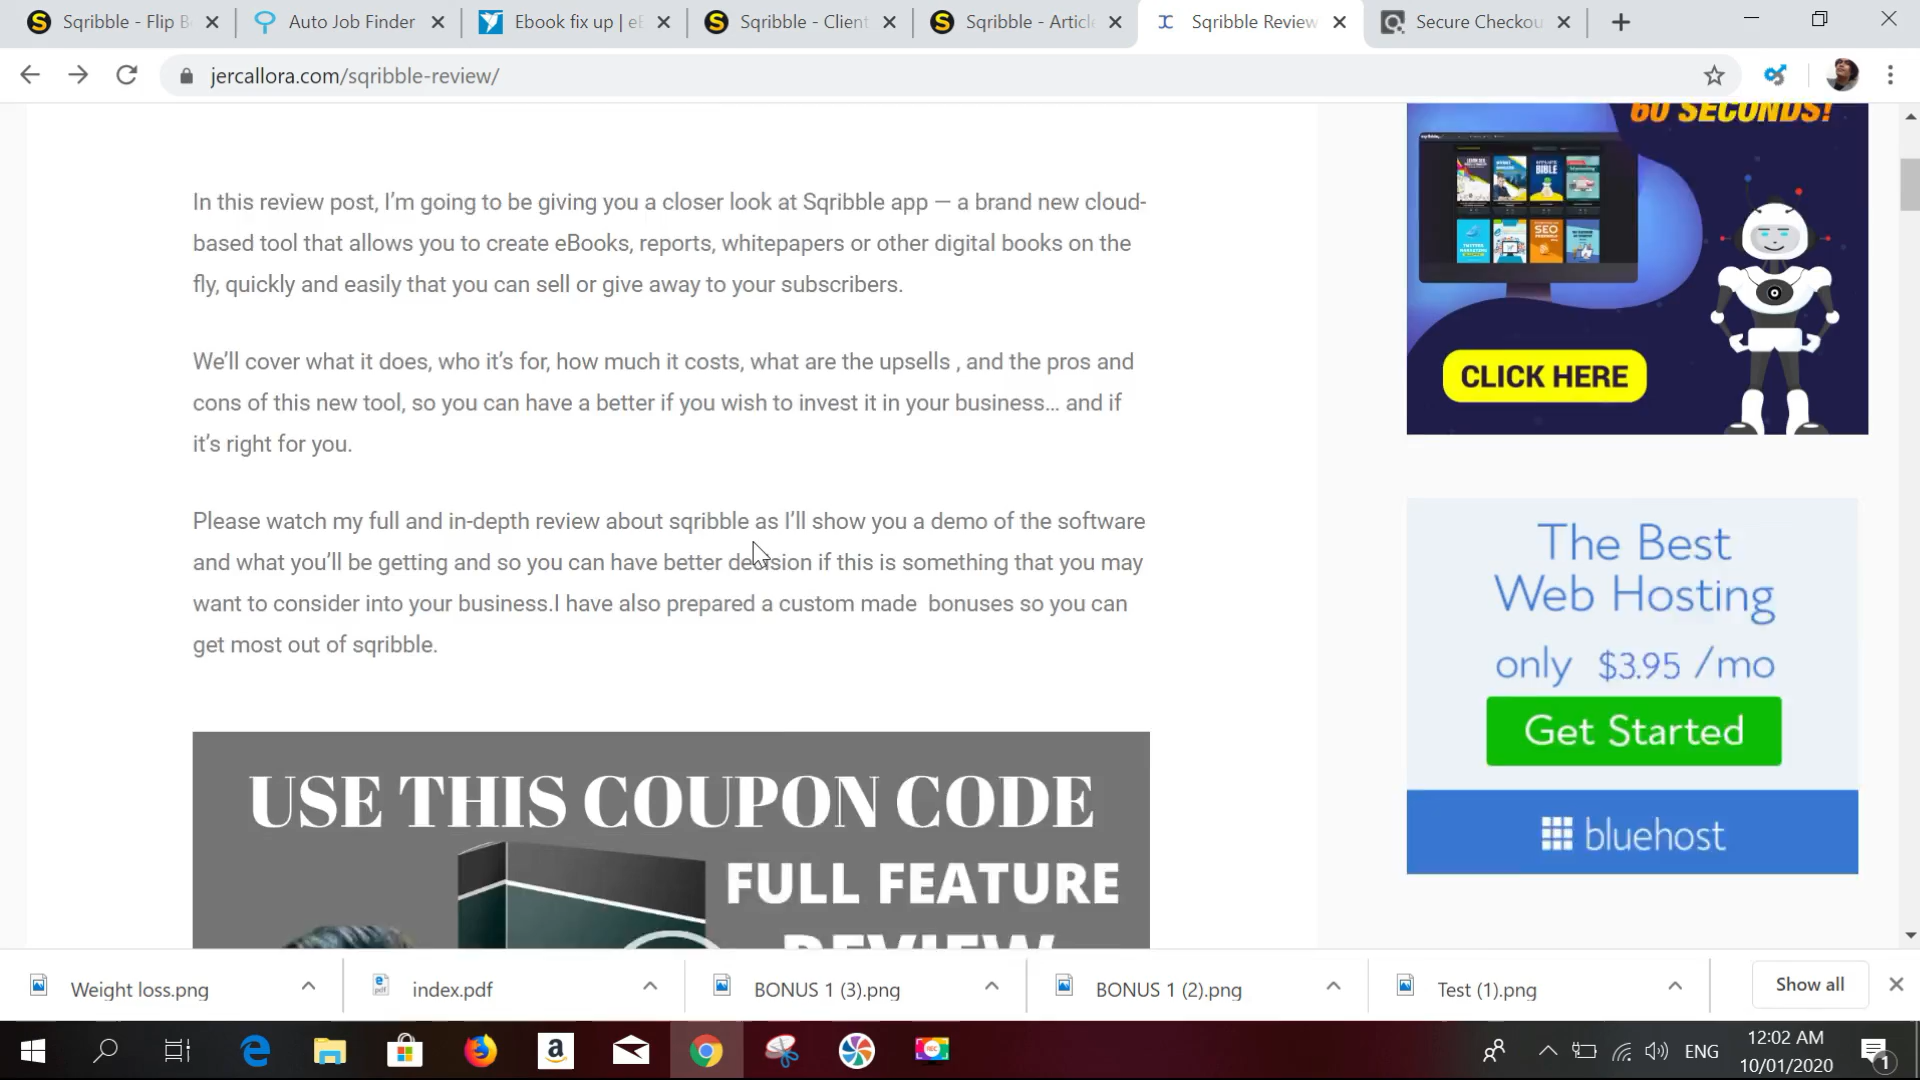 Sqribble - Flip B
Auto Job Finder
Ebook fix up | eB
Sqribble - Client
Sqribble - Article
Sqribble Review
Secure Checkou
jercallora.com/sqribble-review/
In this review post, I’m going to be giving you a closer look at Sqribble app — a brand new cloud-
based tool that allows you to create eBooks, reports, whitepapers or other digital books on the
fly, quickly and easily that you can sell or give away to your subscribers.
We’ll cover what it does, who it’s for, how much it costs, what are the upsells , and the pros and
cons of this new tool, so you can have a better if you wish to invest it in your business… and if
it’s right for you.
Please watch my full and in-depth review about sqribble as I’ll show you a demo of the software
and what you’ll be getting and so you can have better decision if this is something that you may
want to consider into your business.I have also prepared a custom made  bonuses so you can
get most out of sqribble.
USE THIS COUPON CODE
FULL FEATURE
REVIEW
60 SECONDS!
CLICK HERE
The Best
Web Hosting
only $3.95 /mo
Get Started
bluehost
Weight loss.png
index.pdf
BONUS 1 (3).png
BONUS 1 (2).png
Test (1).png
Show all
ENG
12:02 AM
10/01/2020
1